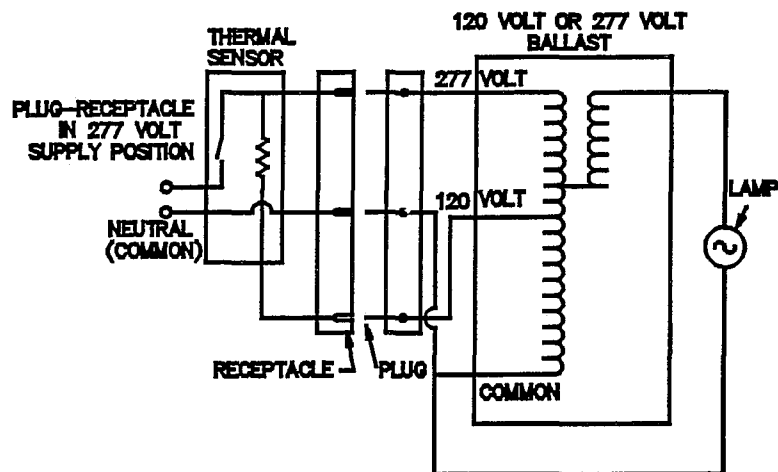 120 VOLT OR 277 VOLT
BALLAST
THERMAL
SENSOR
277 VOLT
PLUG-RECEPTACLE
IN 277 VOLT
SUPPLY POSITION
120 VOLT
LAMP
NEUTRAL
(COMMON)
RECEPTACLE
PLUG
COMMON